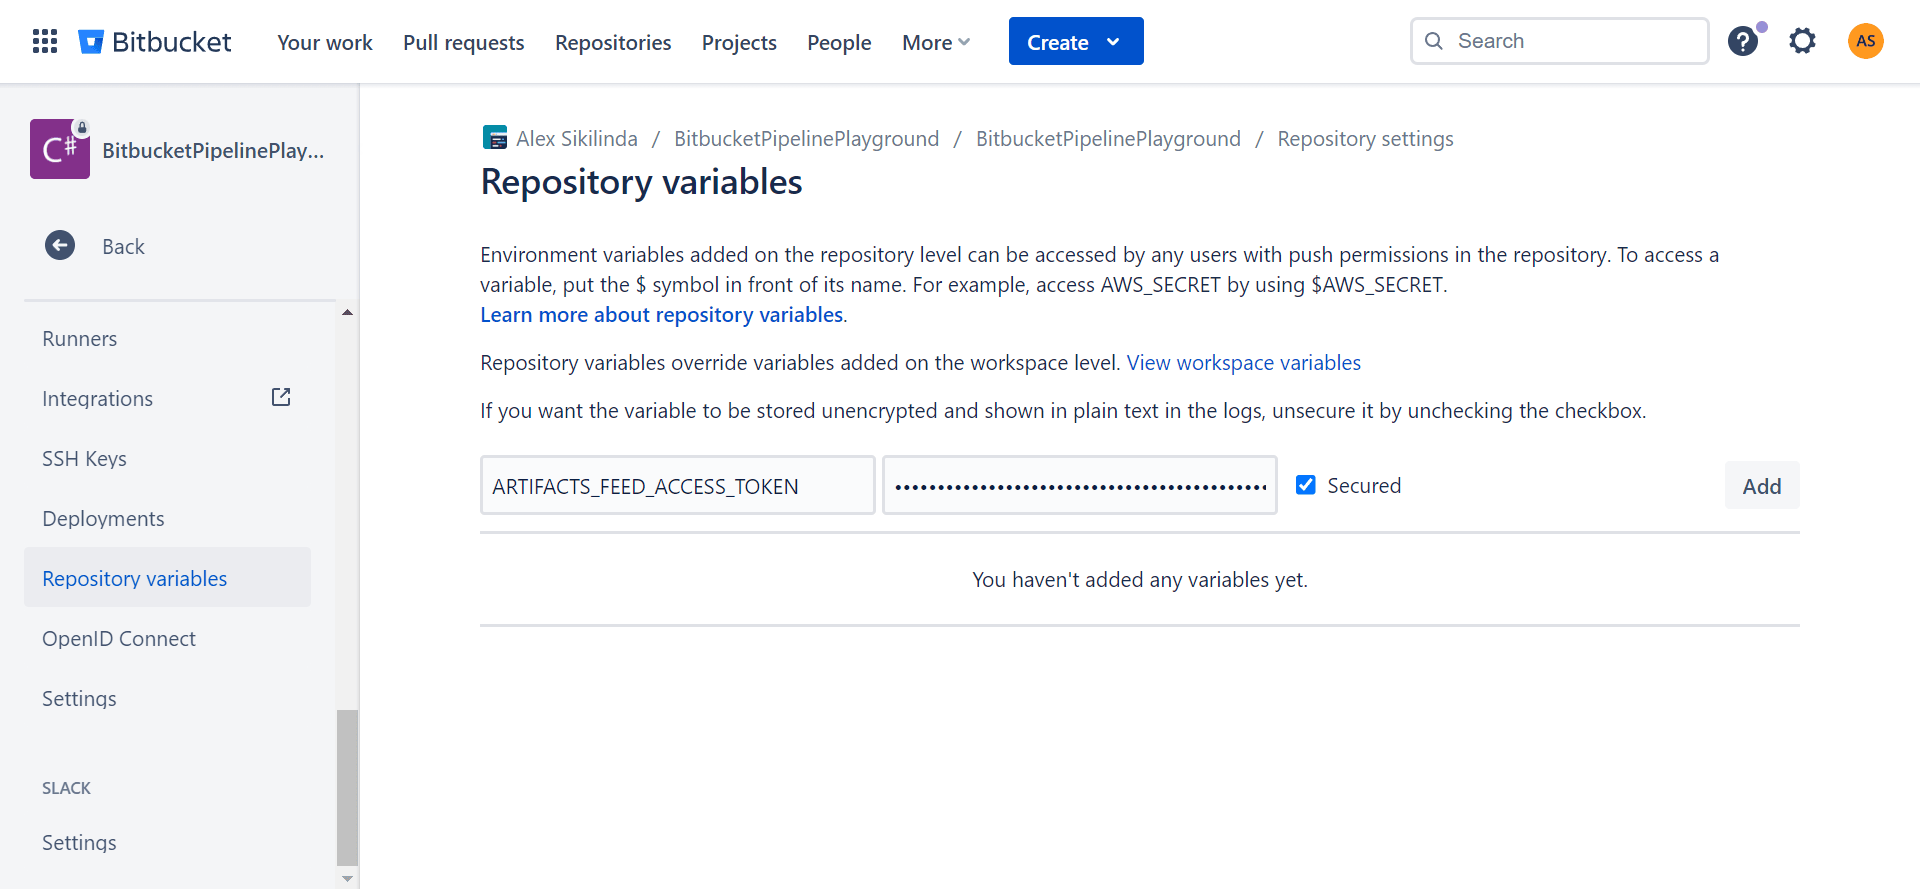 Bitbucket
Your work
Pull requests
Repositories
Projects
People
More
Create
Search
?
AS
C#
BitbucketPipelinePlay...
Back
Runners
Integrations
SSH Keys
Deployments
Repository variables
OpenID Connect
Settings
SLACK
Settings
Alex Sikilinda / BitbucketPipelinePlayground / BitbucketPipelinePlayground / Repository settings
Repository variables
Environment variables added on the repository level can be accessed by any users with push permissions in the repository. To access a
variable, put the $ symbol in front of its name. For example, access AWS_SECRET by using $AWS_SECRET.
Learn more about repository variables.
Repository variables override variables added on the workspace level. View workspace variables
If you want the variable to be stored unencrypted and shown in plain text in the logs, unsecure it by unchecking the checkbox.
ARTIFACTS_FEED_ACCESS_TOKEN
Secured
Add
You haven't added any variables yet.